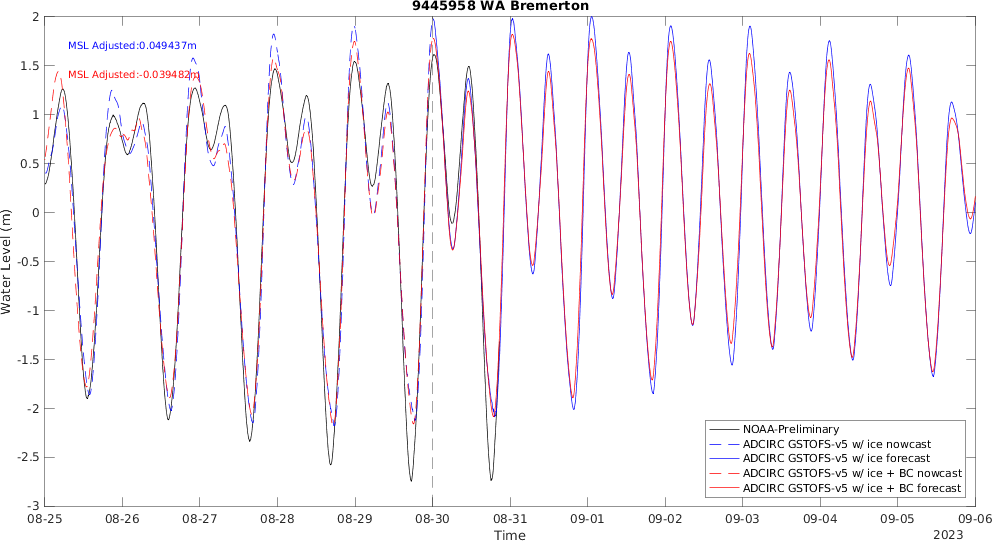 9445958 WA Bremerton
MSL Adjusted:0.049437m
MSL Adjusted:-0.039482m
Water Level (m)
2
1.5
1
0.5
0
-0.5
-1
-1.5
-2
-2.5
-3
NOAA-Preliminary
ADCIRC GSTOFS-v5 w/ ice nowcast
ADCIRC GSTOFS-v5 w/ ice forecast
ADCIRC GSTOFS-v5 w/ ice + BC nowcast
ADCIRC GSTOFS-v5 w/ ice + BC forecast
08-25 08-26 08-27 08-28 08-29 08-30 08-31 09-01 09-02 09-03 09-04 09-05 09-06
Time
2023